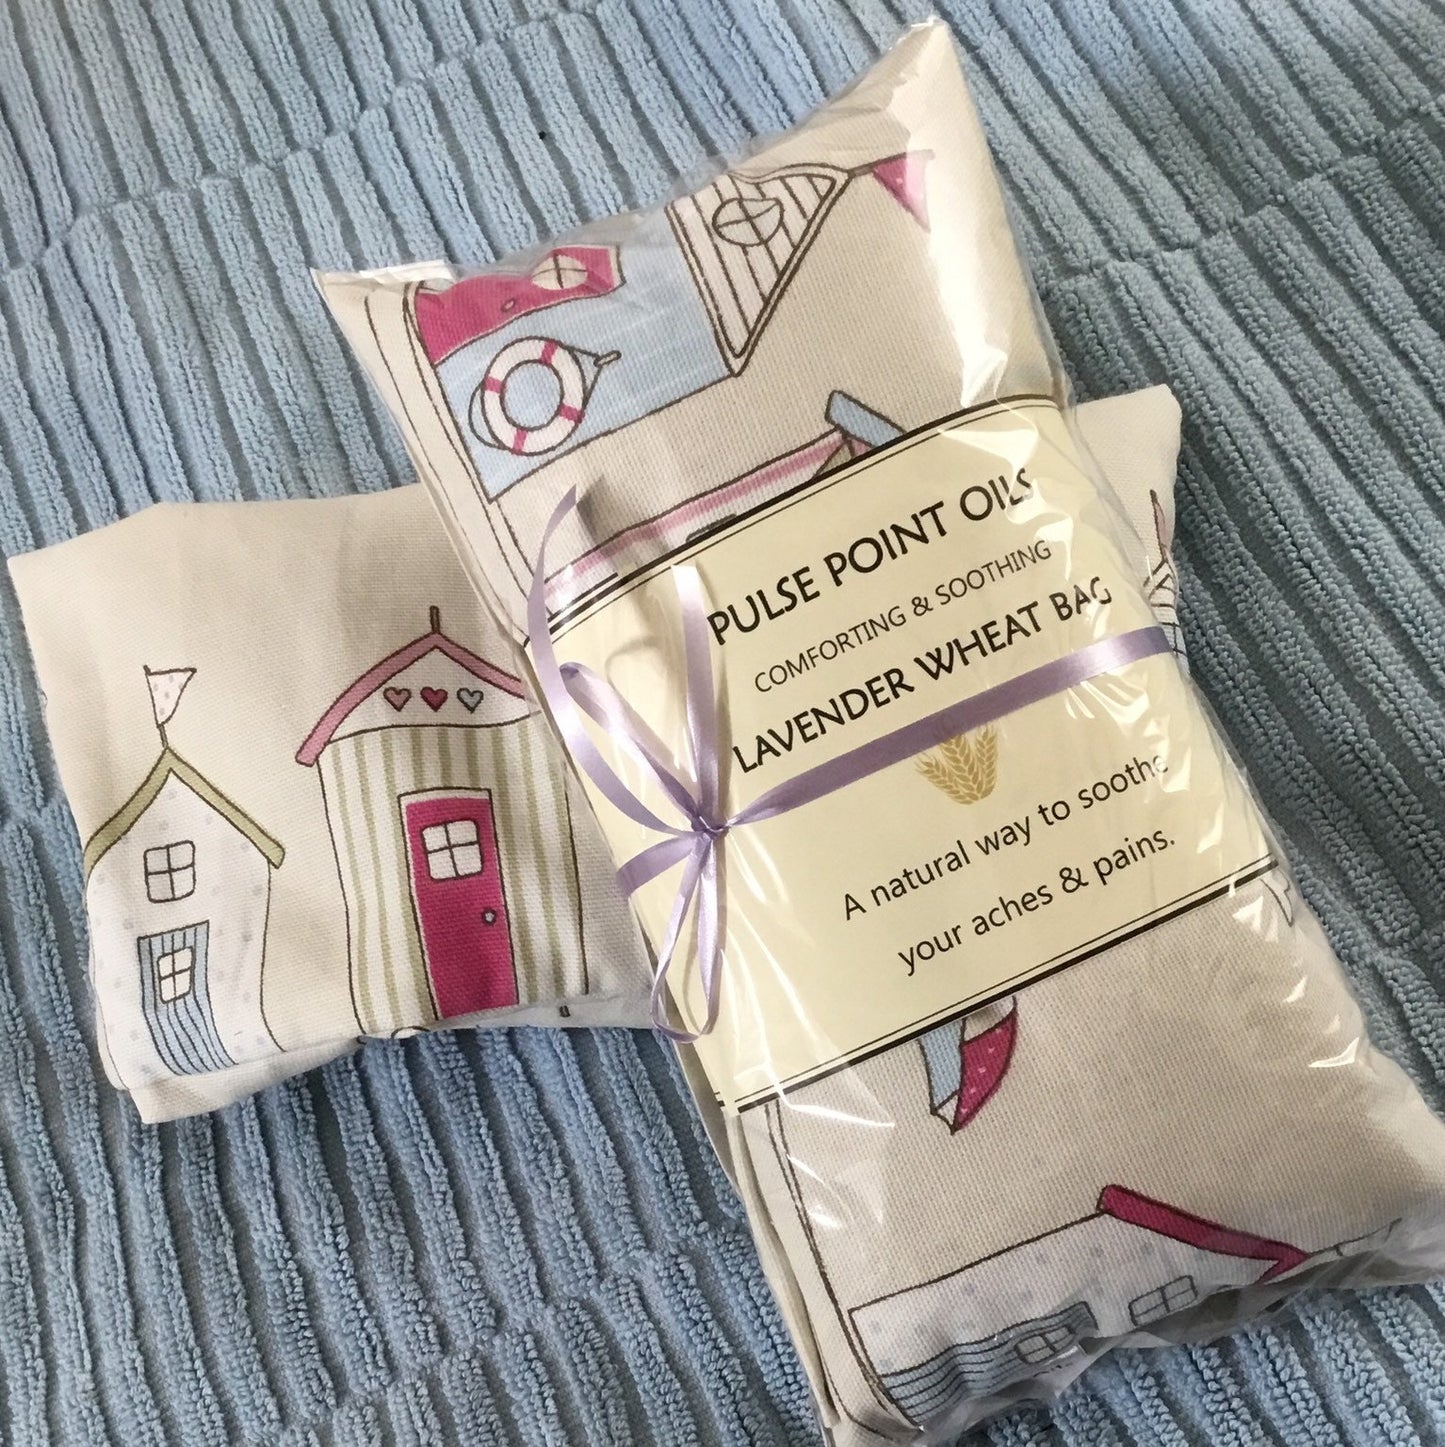 PULSE POINT OILS
COMFORTING & SOOTHING
LAVENDER WHEAT BAG
A natural way to soothe
your aches & pains.